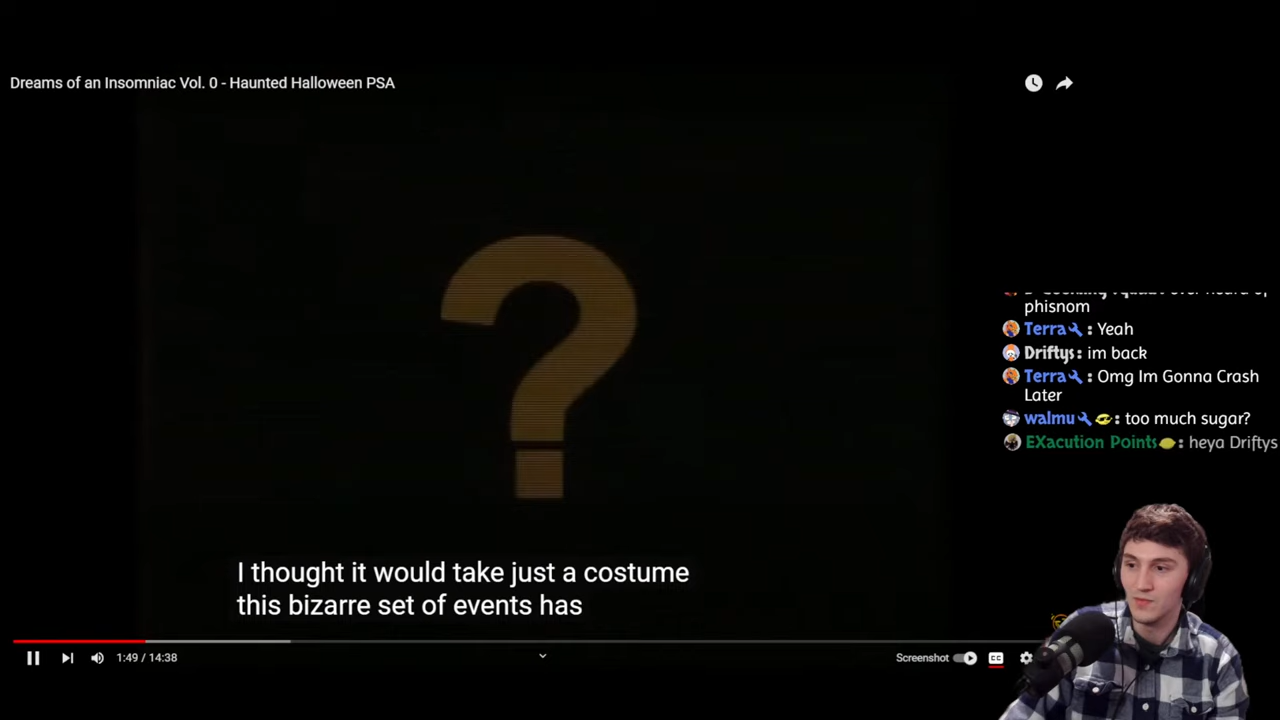 Dreams of an Insomniac Vol. 0 - Haunted Halloween PSA
?
phisnom
Terra: Yeah
Driftys: im back
Terra: Omg Im Gonna Crash
Later
walmu: too much sugar?
EXacution Points: heya Driftys
I thought it would take just a costume
this bizarre set of events has
1:49 / 14:38
Screenshot
CC